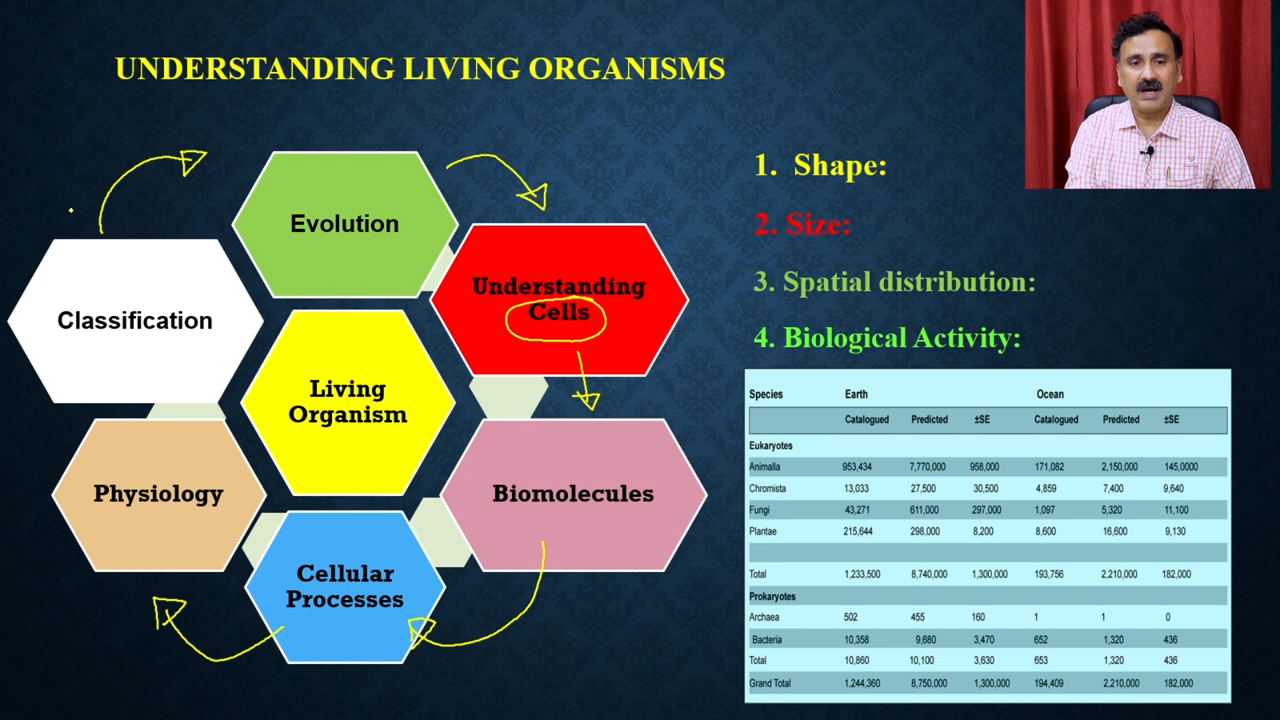 UNDERSTANDING LIVING ORGANISMS
Evolution
Understanding
Cells
Classification
Living
Organism
Physiology
Biomolecules
Cellular
Processes
1. Shape:
2. Size:
3. Spatial distribution:
4. Biological Activity:
Species Earth Ocean
Catalogued Predicted ±SE Catalogued Predicted ±SE
Eukaryotes
Animalla 953,434 7,770,000 958,000 171,082 2,150,000 145,0000
Chromista 13,033 27,500 30,500 4,859 7,400 9,640
Fungi 43,271 611,000 297,000 1,097 5,320 11,100
Plantae 215,644 298,000 8,200 8,600 16,600 9,130
Total 1,233,500 8,740,000 1,300,000 193,756 2,210,000 182,000
Prokaryotes
Archaea 502 455 160 1 1 0
Bacteria 10,358 9,680 3,470 652 1,320 436
Total 10,860 10,100 3,630 653 1,320 436
Grand Total 1,244,360 8,750,000 1,300,000 194,409 2,210,000 182,000